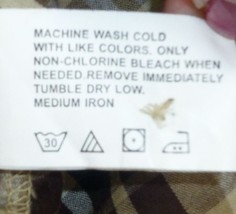 MACHINE WASH COLD
WITH LIKE COLORS. ONLY
NON-CHLORINE BLEACH WHEN
NEEDED.REMOVE IMMEDIATELY
TUMBLE DRY LOW.
MEDIUM IRON
30